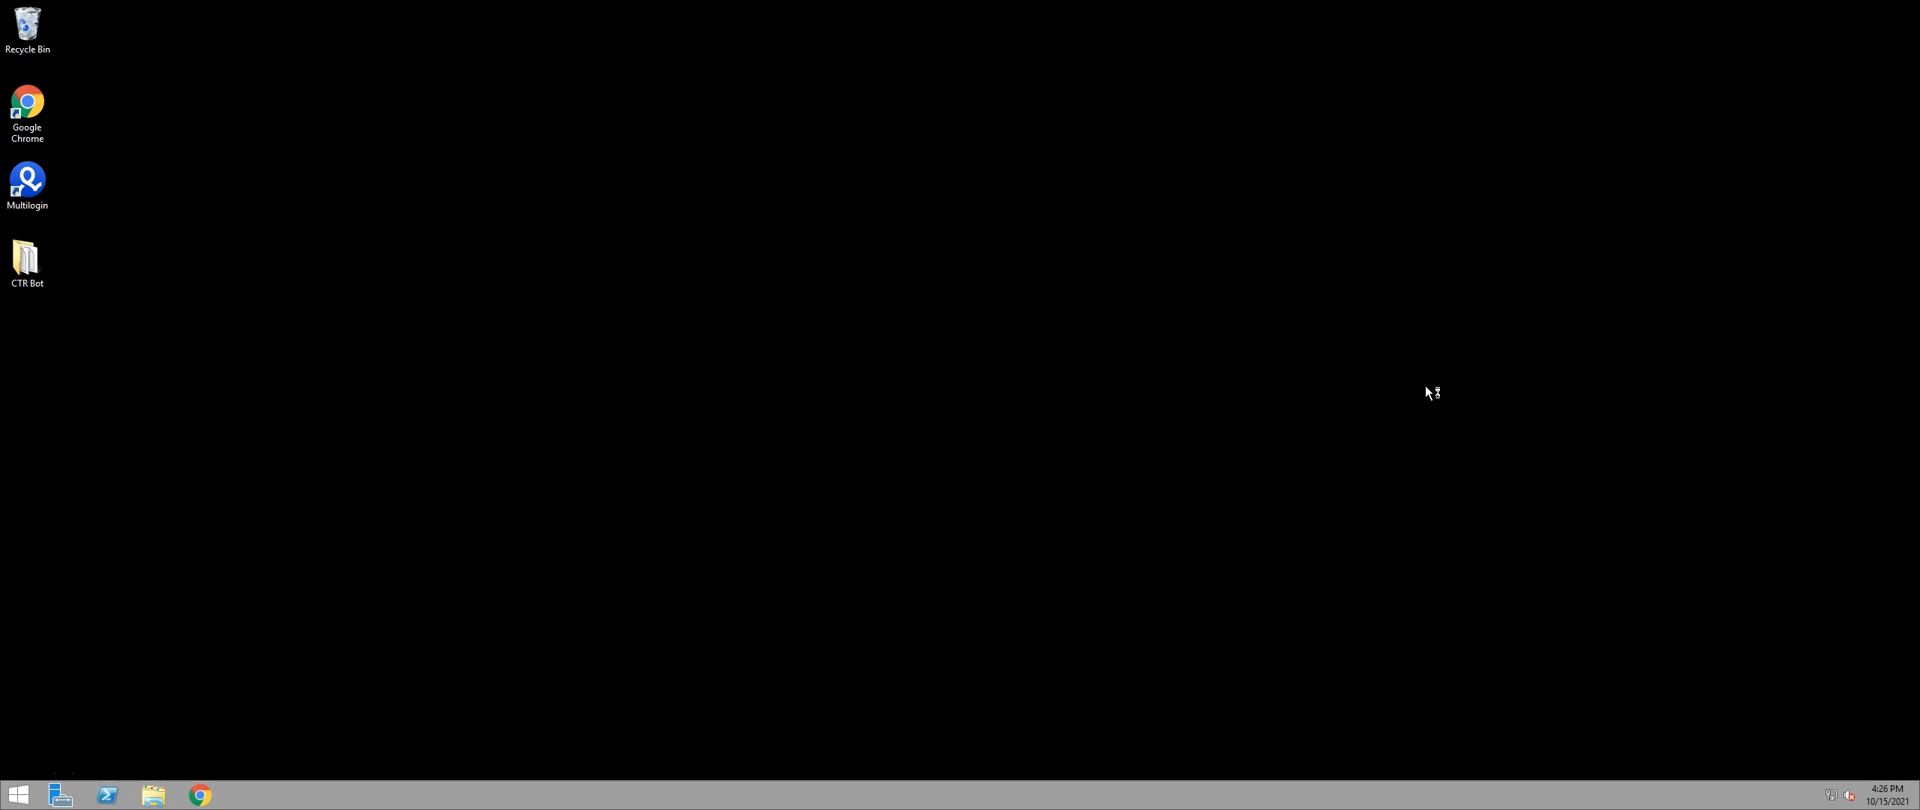 Recycle Bin
Google
Chrome
Multilogin
CTR Bot
4:26 PM
10/15/2021